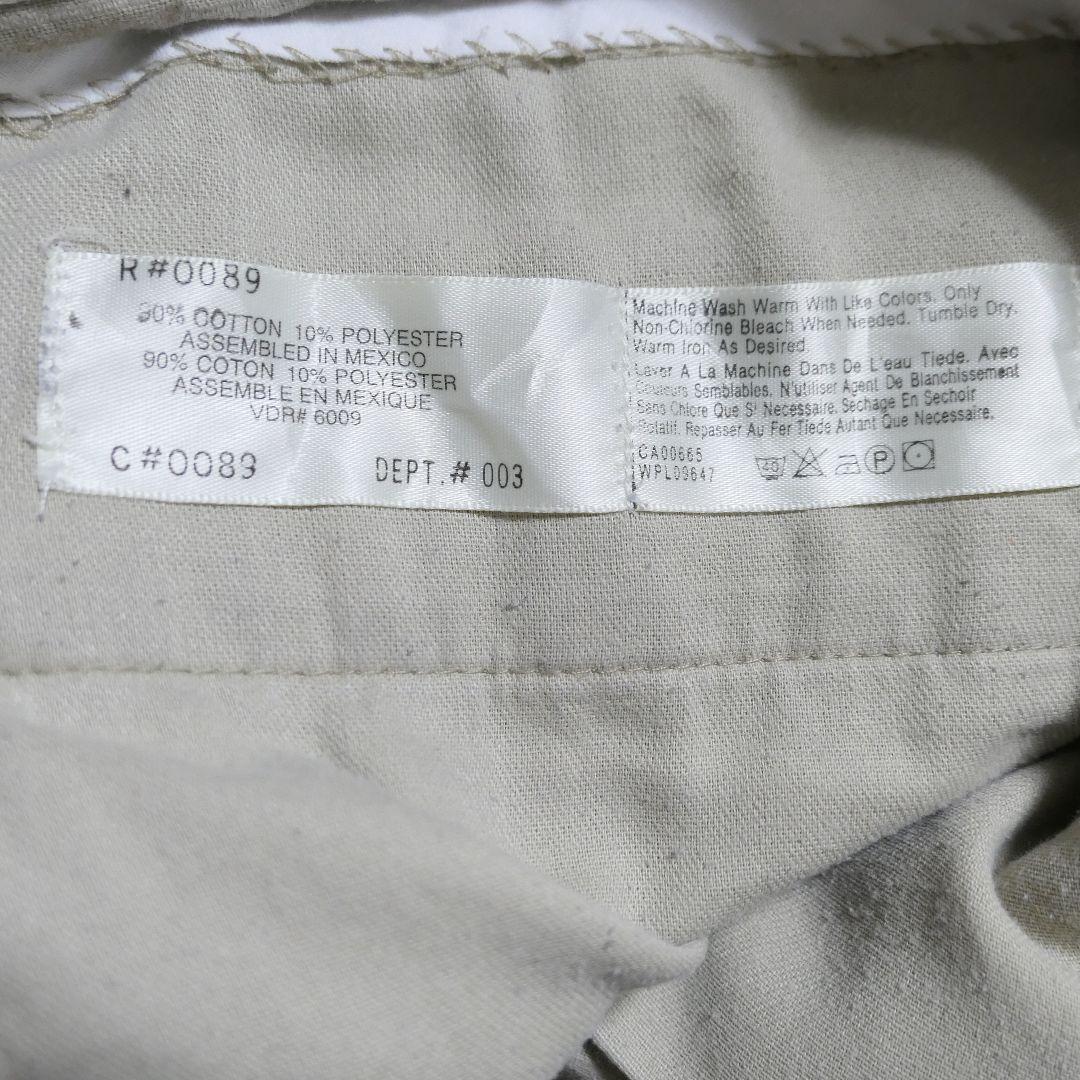 R #0089
90% COTTON 10% POLYESTER
ASSEMBLED IN MEXICO
90% COTON 10% POLYESTER
ASSEMBLE EN MEXIQUE
VDR# 6009
C #0089 DEPT.# 003
Machine Wash Warm With Like Colors. Only
Non-Chlorine Bleach When Needed. Tumble Dry.
Warm Iron As Desired.
Laver A La Machine Dans De L'eau Tiede. Avec
Couleurs Semblables. N'utiliser Agent De Blanchissement
Sans Chlore Que S' Necessaire. Sechage En Sechoir
Rotatif. Repasser Au Fer Tiede Autant Que Necessaire.
CA00665
WPL09647
40
P